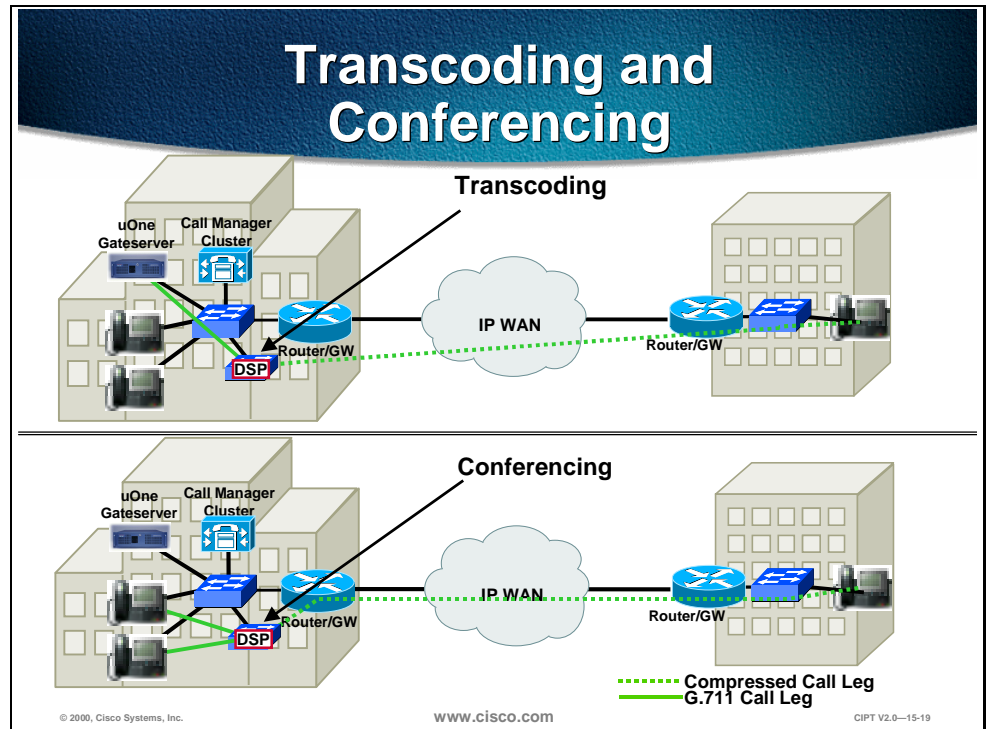 Transcoding and
Conferencing
Transcoding
uOne
Gateserver
Call Manager
Cluster
IP WAN
Router/GW
Router/GW
DSP
Conferencing
uOne
Gateserver
Call Manager
Cluster
IP WAN
Router/GW
Router/GW
DSP
Compressed Call Leg
G.711 Call Leg
© 2000, Cisco Systems, Inc.
www.cisco.com
CIPT V2.0—15-19